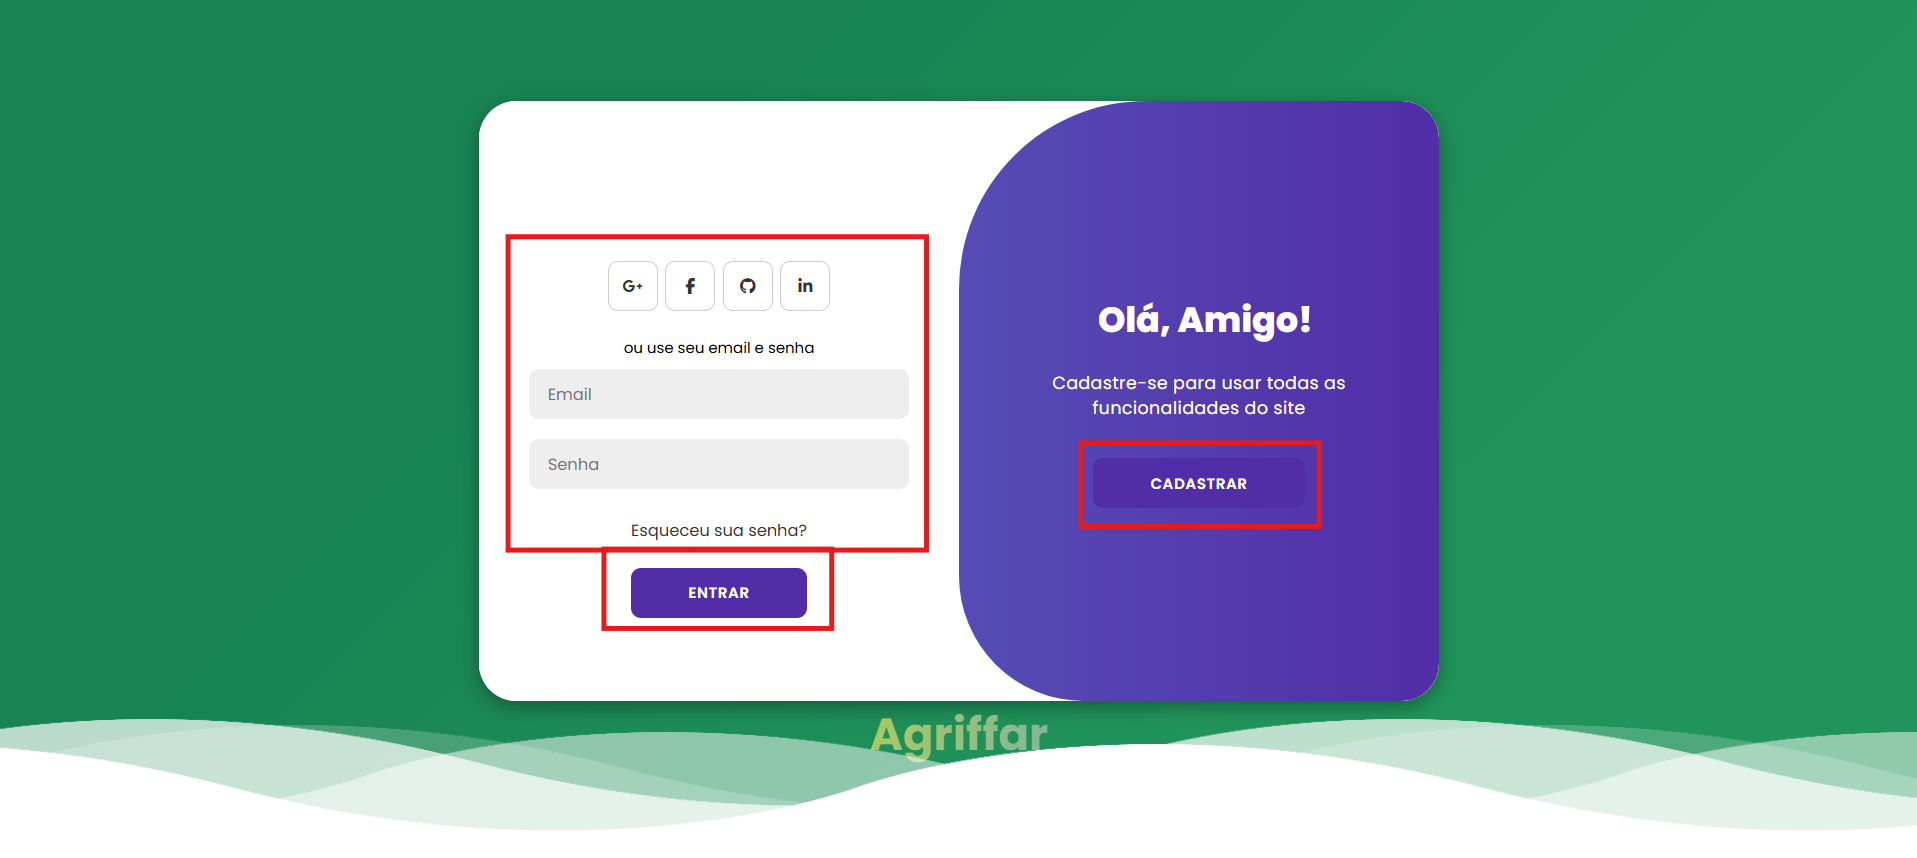 G+ f in
ou use seu email e senha
Email
Senha
Esqueceu sua senha?
ENTRAR
Olá, Amigo!
Cadastre-se para usar todas as
funcionalidades do site
CADASTRAR
Agriffar